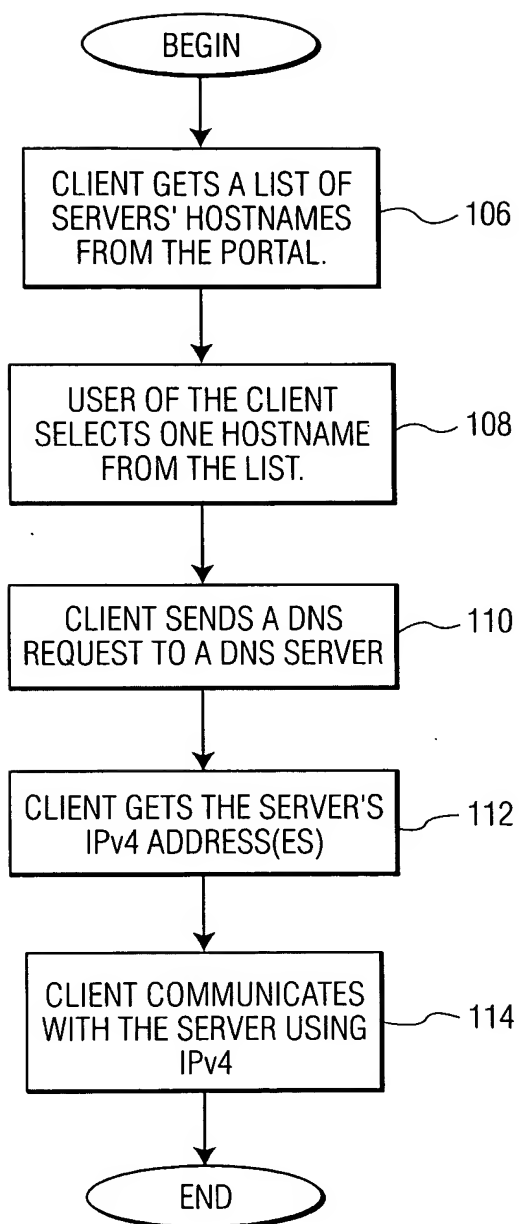 BEGIN
CLIENT GETS A LIST OF
SERVERS' HOSTNAMES
FROM THE PORTAL.
106
USER OF THE CLIENT
SELECTS ONE HOSTNAME
FROM THE LIST.
108
CLIENT SENDS A DNS
REQUEST TO A DNS SERVER
110
CLIENT GETS THE SERVER'S
IPv4 ADDRESS(ES)
112
CLIENT COMMUNICATES
WITH THE SERVER USING
IPv4
114
END